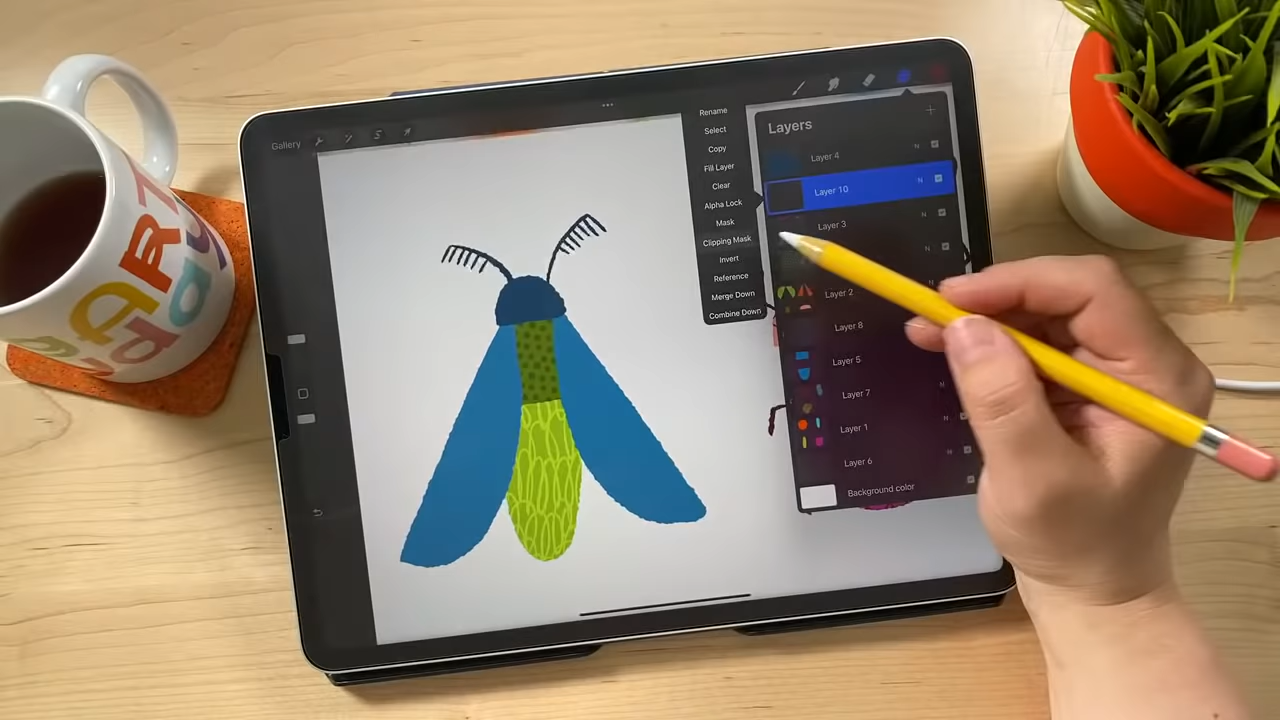 Gallery
S
Rename
Select
Copy
Fill Layer
Clear
Alpha Lock
Mask
Clipping Mask
Invert
Reference
Merge Down
Combine Down
Layers
+
Layer 4 N
Layer 10 N
Layer 3 N
N
Layer 2
Layer 8
Layer 5
Layer 7 N
Layer 1 N
Layer 6 N
Background color
ART